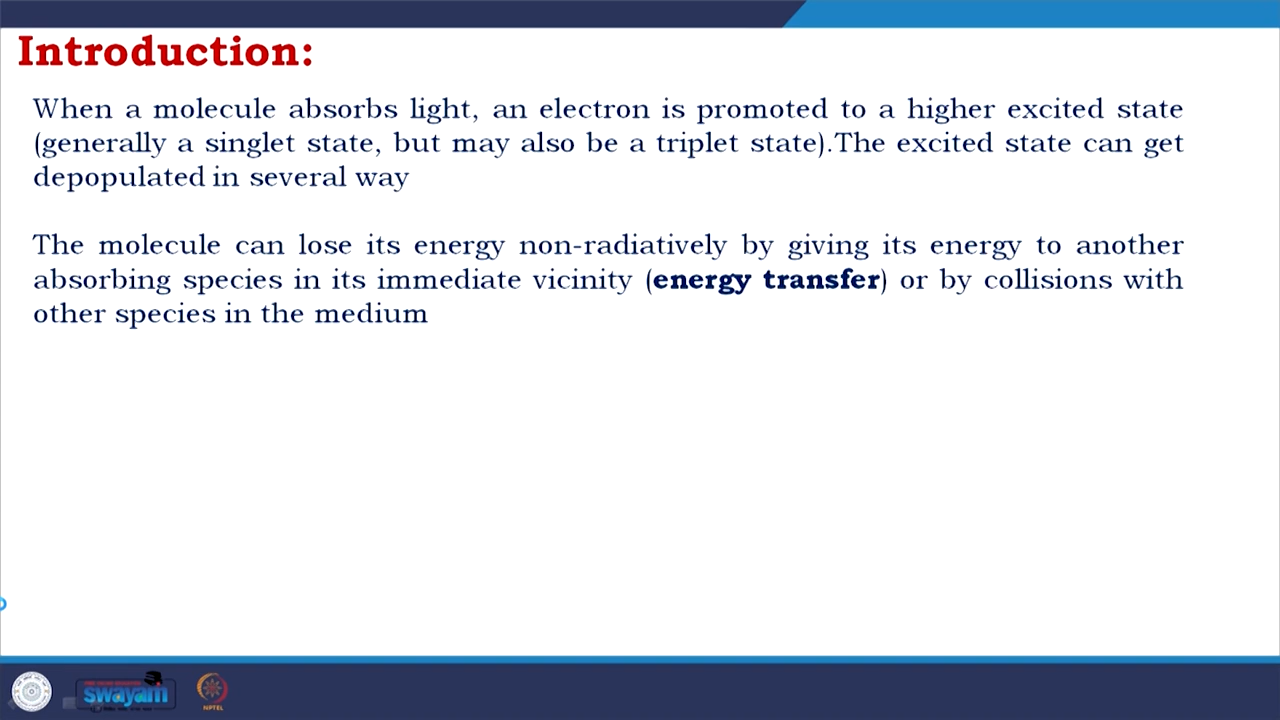 Introduction:
When a molecule absorbs light, an electron is promoted to a higher excited state
(generally a singlet state, but may also be a triplet state).The excited state can get
depopulated in several way
The molecule can lose its energy non-radiatively by giving its energy to another
absorbing species in its immediate vicinity (energy transfer) or by collisions with
other species in the medium
swayam
NPTEL